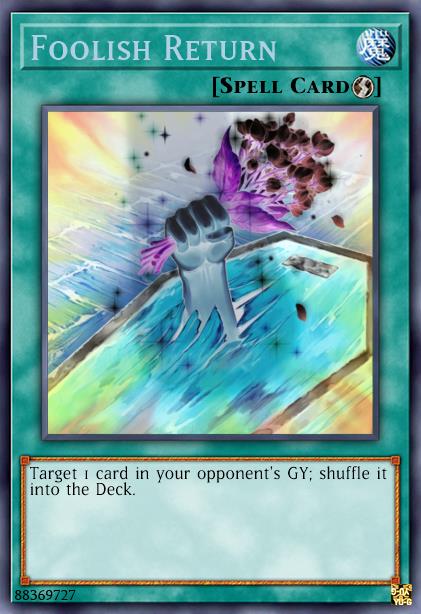 Foolish Return
[Spell Card]
Target 1 card in your opponent's GY; shuffle it
into the Deck.
88369727